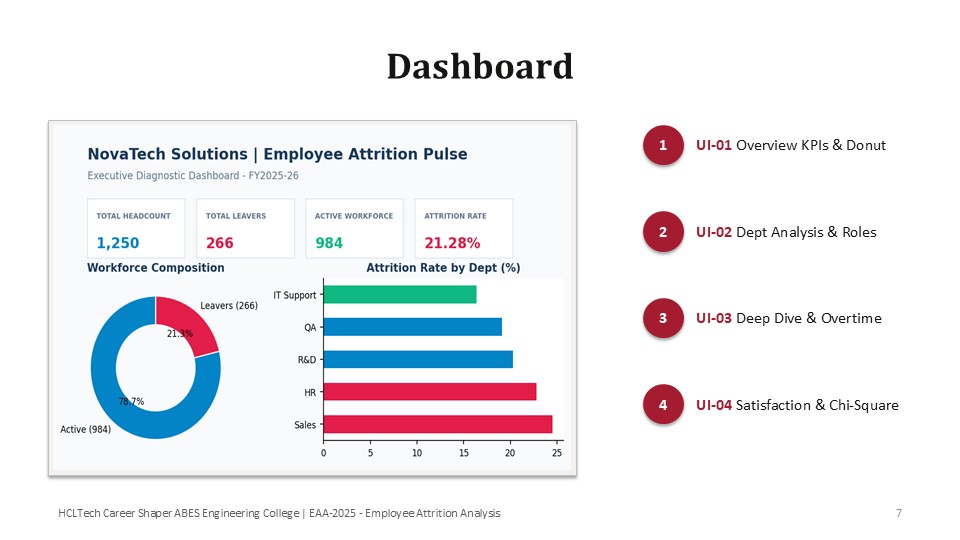 Dashboard
NovaTech Solutions | Employee Attrition Pulse
Executive Diagnostic Dashboard - FY2025-26
TOTAL HEADCOUNT
1,250
TOTAL LEAVERS
266
ACTIVE WORKFORCE
984
ATTRITION RATE
21.28%
Workforce Composition
Leavers (266)
21.3%
78.7%
Active (984)
Attrition Rate by Dept (%)
IT Support
QA
R&D
HR
Sales
0 5 10 15 20 25
1 UI-01 Overview KPIs & Donut
2 UI-02 Dept Analysis & Roles
3 UI-03 Deep Dive & Overtime
4 UI-04 Satisfaction & Chi-Square
HCLTech Career Shaper ABES Engineering College | EAA-2025 - Employee Attrition Analysis
7